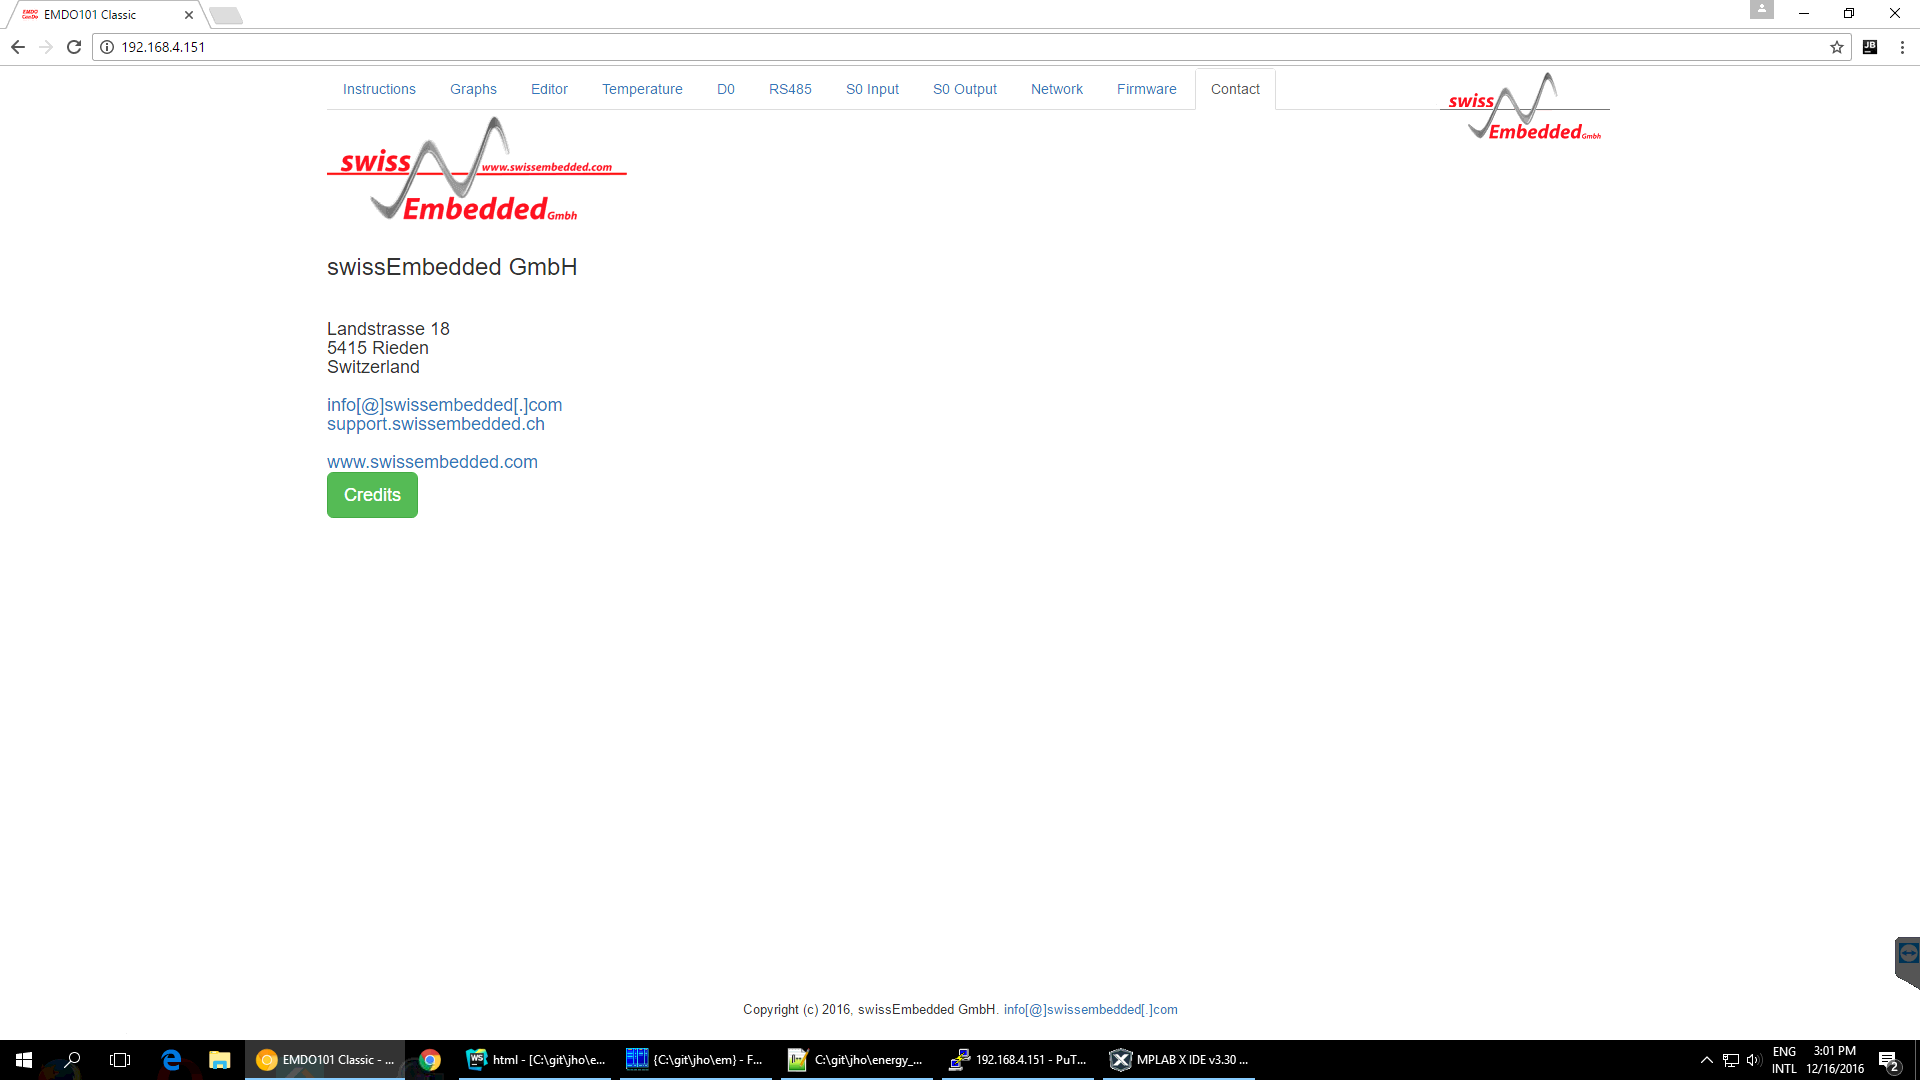 EMDO101 Classic
192.168.4.151
JB
Instructions Graphs Editor Temperature D0 RS485 S0 Input S0 Output Network Firmware Contact
swiss
Embedded Gmbh
swiss www.swissembedded.com
Embedded Gmbh
swissEmbedded GmbH
Landstrasse 18
5415 Rieden
Switzerland
info[@]swissembedded[.]com
support.swissembedded.ch
www.swissembedded.com
Credits
Copyright (c) 2016, swissEmbedded GmbH. info[@]swissembedded[.]com
EMDO101 Classic - ... WS html - [C:\git\jho\e... {C:\git\jho\em} - F... C:\git\jho\energy_... 192.168.4.151 - PuT... MPLAB X IDE v3.30 ...
ENG 3:01 PM
INTL 12/16/2016 2